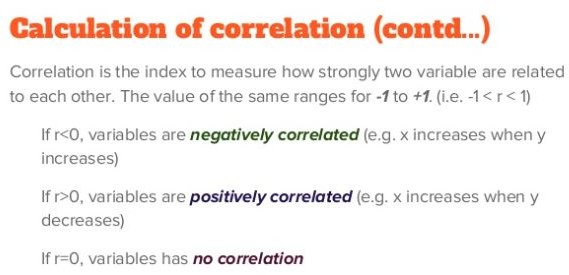 Calculation of correlation (contd...)
Correlation is the index to measure how strongly two variable are related
to each other. The value of the same ranges for -1 to +1. (i.e. -1 < r < 1)
If r<0, variables are negatively correlated (e.g. x increases when y
increases)
If r>0, variables are positively correlated (e.g. x increases when y
decreases)
If r=0, variables has no correlation